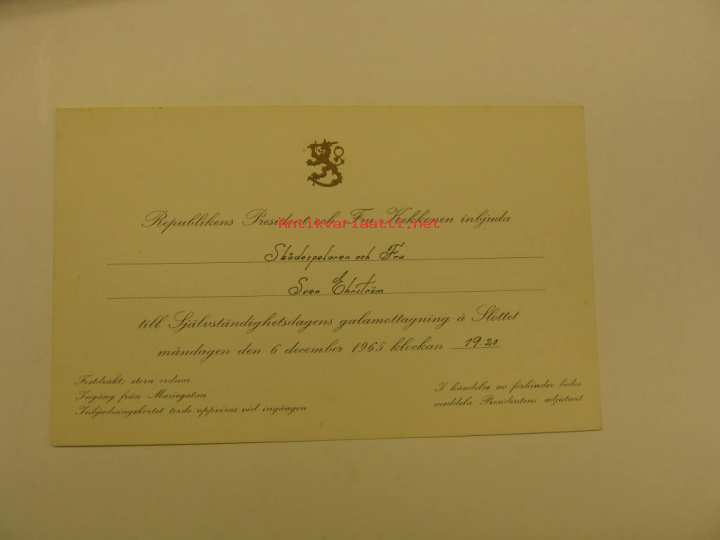 Republikens President och Fru Kekkonen inbjuda
Antikvariaatti.net
Skådespelaren och Fru
Sven Ehrström
till Självständighetsdagens galamottagning å Slottet
måndagen den 6 december 1965 klockan 19.20
Festdräkt, stora ordnar
Ingång från Mariegatan
Inbjudningskortet torde uppvisas vid ingången
I händelse av förhinder bedes
meddela Presidentens adjutant